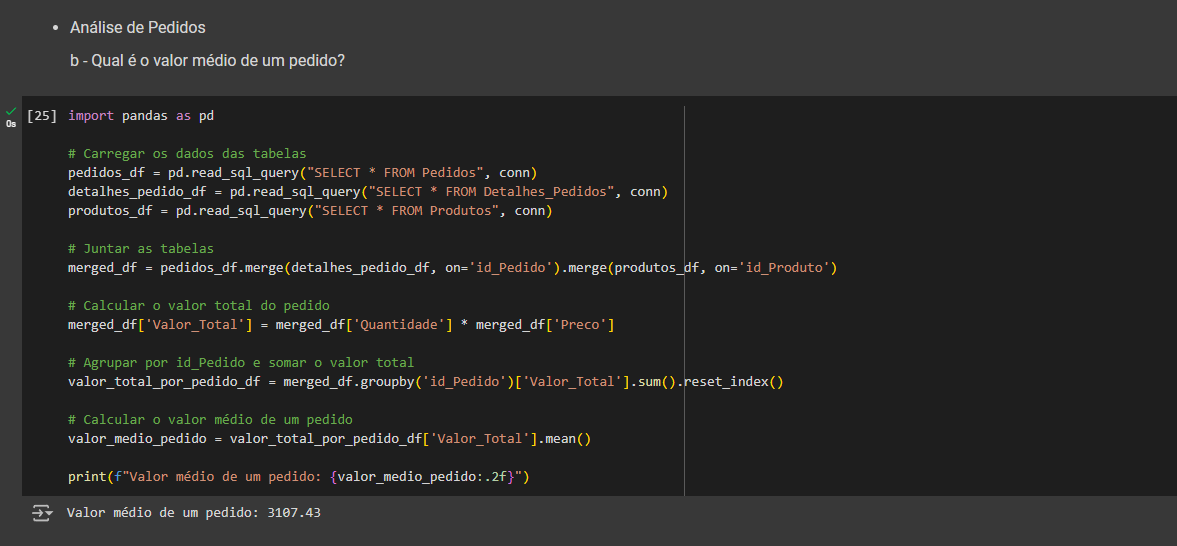 • Análise de Pedidos
b - Qual é o valor médio de um pedido?
[25] import pandas as pd
0s
# Carregar os dados das tabelas
pedidos_df = pd.read_sql_query("SELECT * FROM Pedidos", conn)
detalhes_pedido_df = pd.read_sql_query("SELECT * FROM Detalhes_Pedidos", conn)
produtos_df = pd.read_sql_query("SELECT * FROM Produtos", conn)
# Juntar as tabelas
merged_df = pedidos_df.merge(detalhes_pedido_df, on='id_Pedido').merge(produtos_df, on='id_Produto')
# Calcular o valor total do pedido
merged_df['Valor_Total'] = merged_df['Quantidade'] * merged_df['Preco']
# Agrupar por id_Pedido e somar o valor total
valor_total_por_pedido_df = merged_df.groupby('id_Pedido')['Valor_Total'].sum().reset_index()
# Calcular o valor médio de um pedido
valor_medio_pedido = valor_total_por_pedido_df['Valor_Total'].mean()
print(f"Valor médio de um pedido: {valor_medio_pedido:.2f}")
Valor médio de um pedido: 3107.43